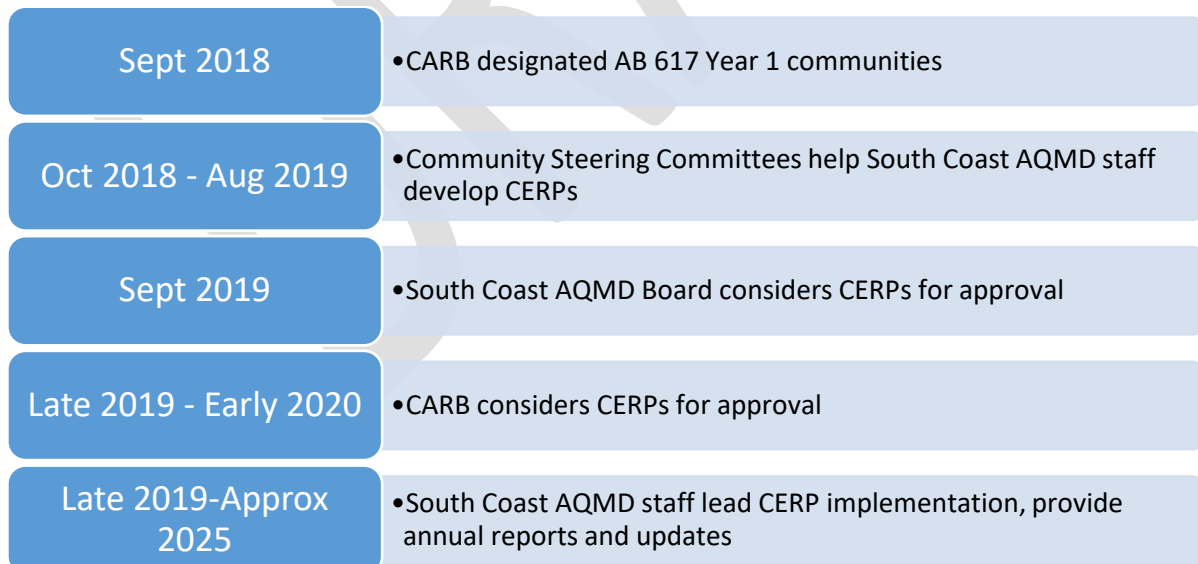 Sept 2018
•CARB designated AB 617 Year 1 communities
Oct 2018 - Aug 2019
•Community Steering Committees help South Coast AQMD staff
develop CERPs
Sept 2019
•South Coast AQMD Board considers CERPs for approval
Late 2019 - Early 2020
•CARB considers CERPs for approval
Late 2019-Approx
2025
•South Coast AQMD staff lead CERP implementation, provide
annual reports and updates